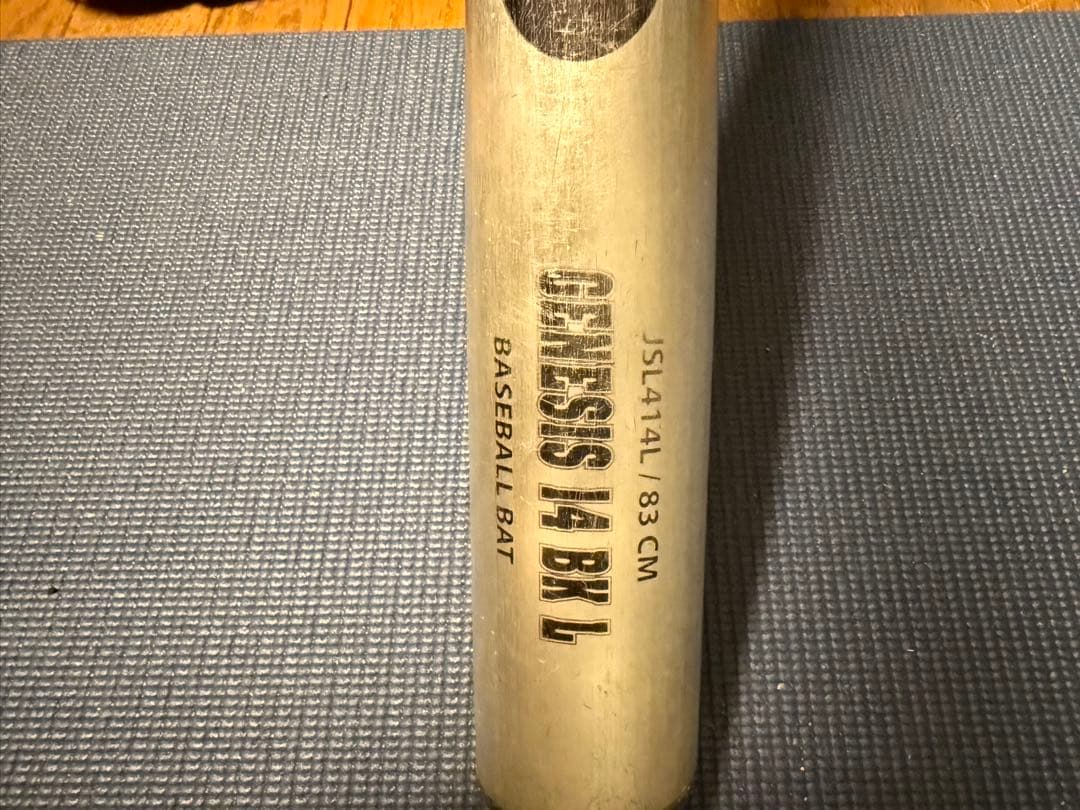 JSL414L / 83 CM
GENESIS 14 BK L
BASEBALL BAT